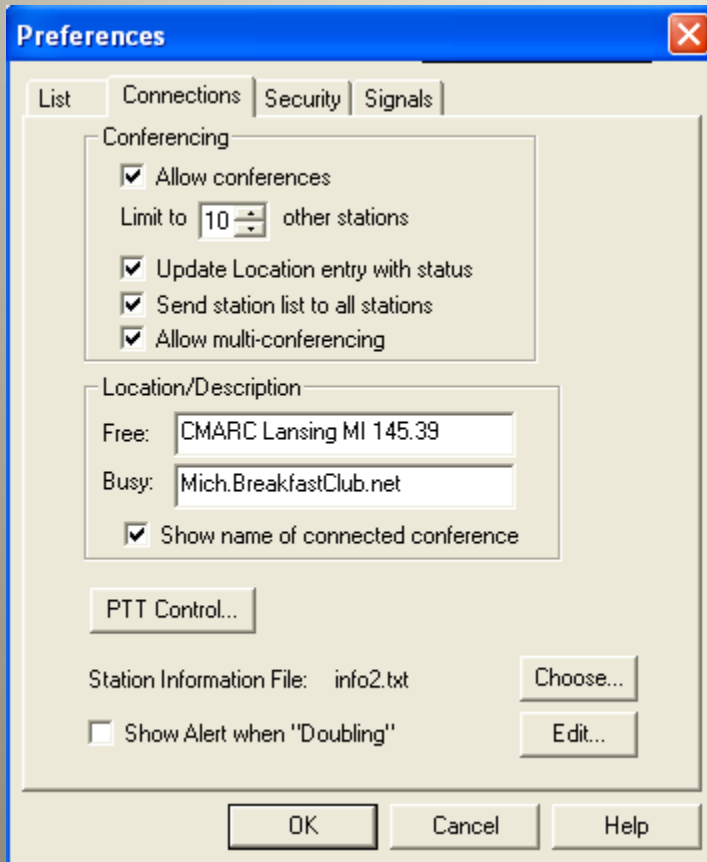 Preferences
List Connections Security Signals
Conferencing
Allow conferences
Limit to 10 other stations
Update Location entry with status
Send station list to all stations
Allow multi-conferencing
Location/Description
Free: CMARC Lansing MI 145.39
Busy: Mich.BreakfastClub.net
Show name of connected conference
PTT Control...
Station Information File: info2.txt Choose...
Show Alert when "Doubling" Edit...
OK Cancel Help